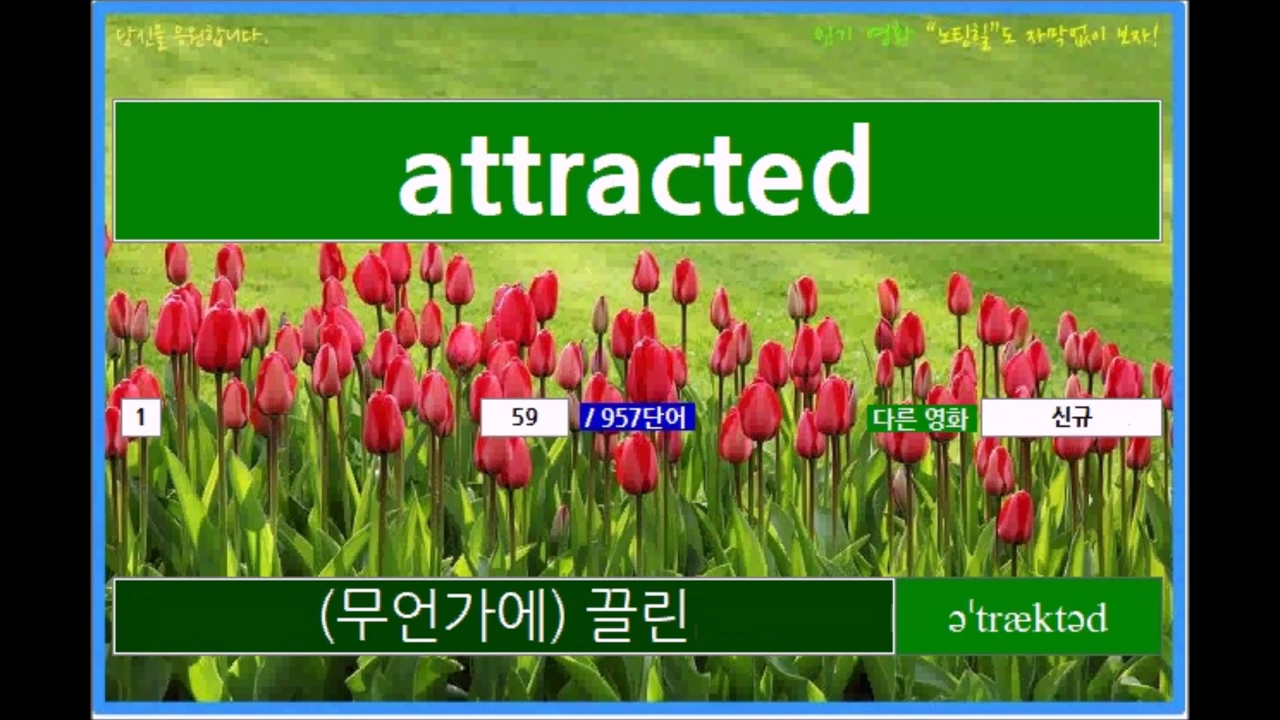 당신을 응원합니다.
인기 영화 “노팅힐”도 자막없이 보자!
attracted
1
59 / 957단어
다른 영화 신규
(무언가에) 끌린
əˈtræktəd